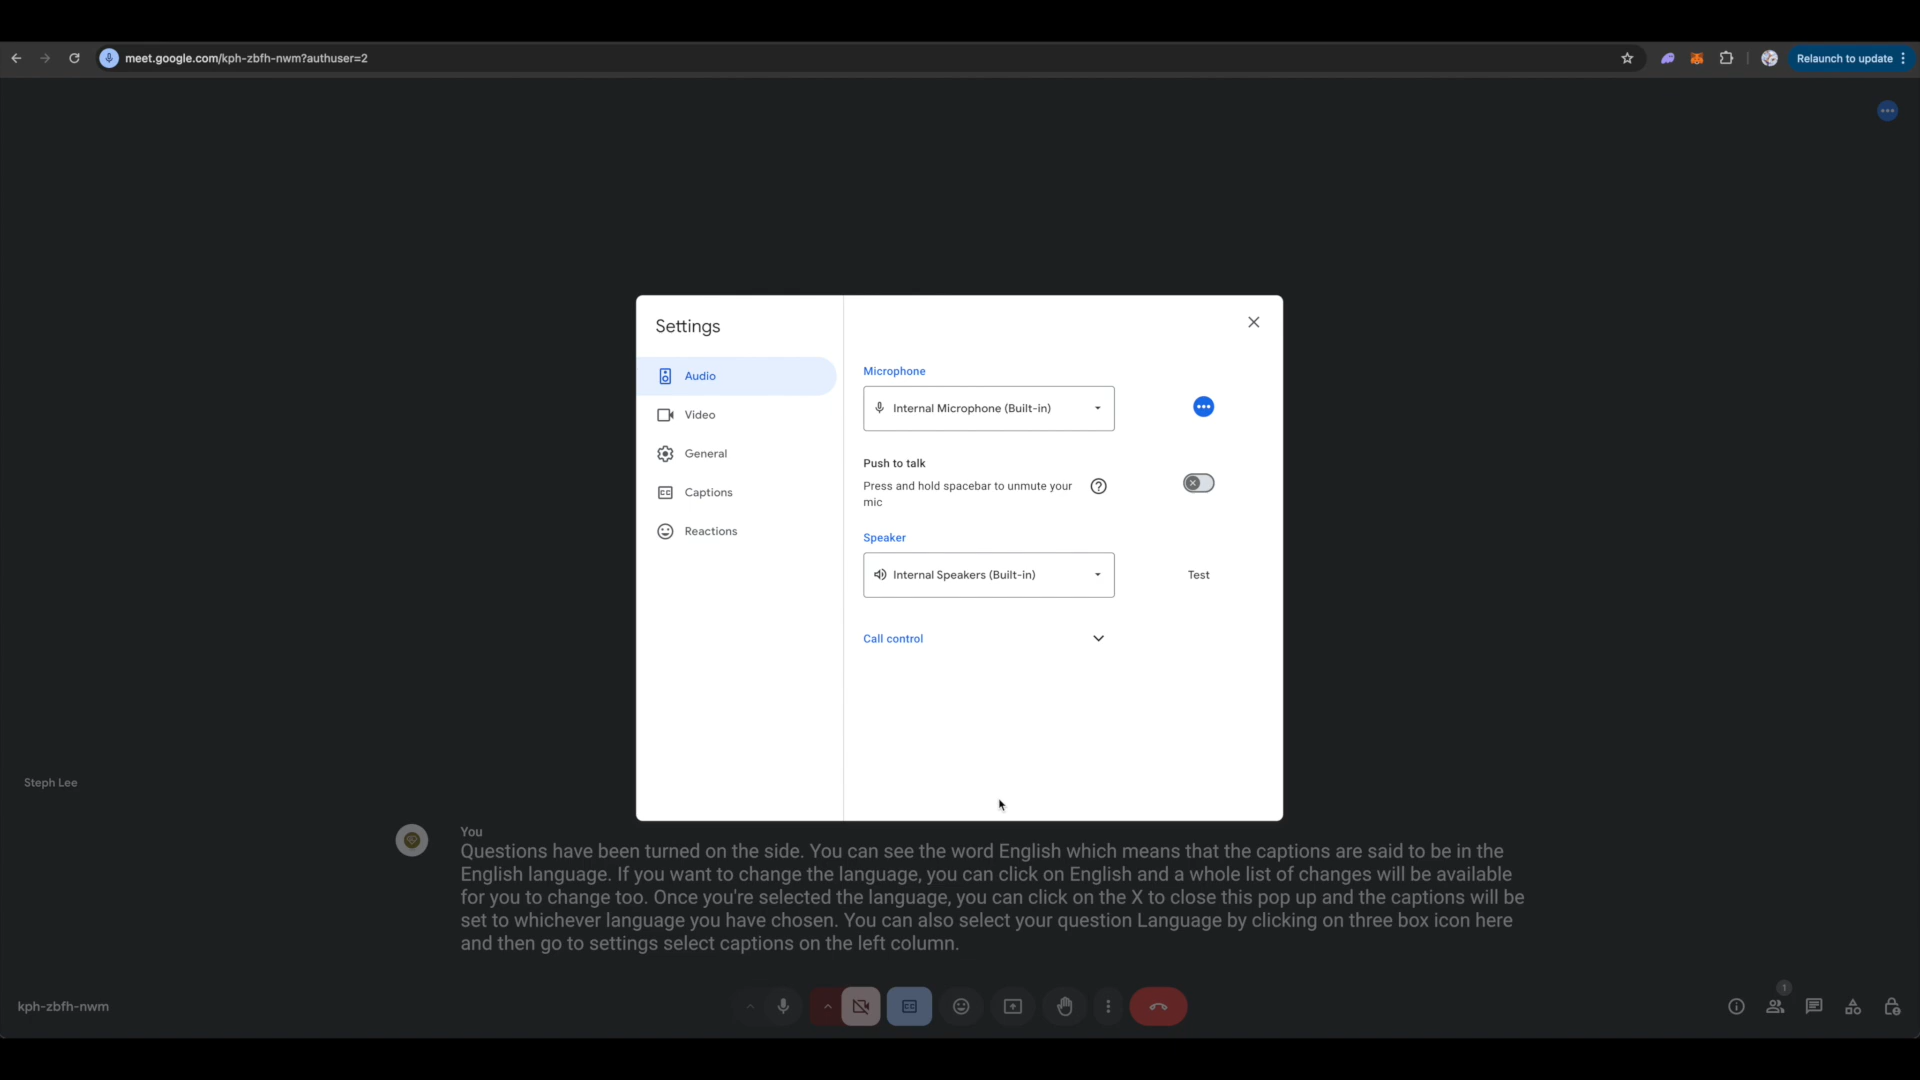 meet.google.com/kph-zbfh-nwm?authuser=2
Relaunch to update
Settings
Audio
Video
General
Captions
Reactions
Microphone
Internal Microphone (Built-in)
Push to talk
Press and hold spacebar to unmute your
mic
Speaker
Internal Speakers (Built-in)
Test
Call control
Steph Lee
You
Questions have been turned on the side. You can see the word English which means that the captions are said to be in the
English language. If you want to change the language, you can click on English and a whole list of changes will be available
for you to change too. Once you're selected the language, you can click on the X to close this pop up and the captions will be
set to whichever language you have chosen. You can also select your question Language by clicking on three box icon here
and then go to settings select captions on the left column.
kph-zbfh-nwm
CC
1